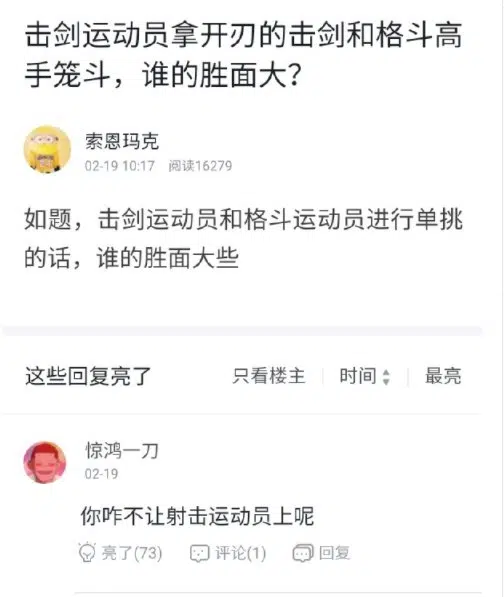 击剑运动员拿开刃的击剑和格斗高
手笼斗，谁的胜面大？
索恩玛克
02-19 10:17 阅读16279
如题，击剑运动员和格斗运动员进行单挑
的话，谁的胜面大些
这些回复亮了 只看楼主 时间 最亮
惊鸿一刀
02-19
你咋不让射击运动员上呢
亮了(73) 评论(1) 回复